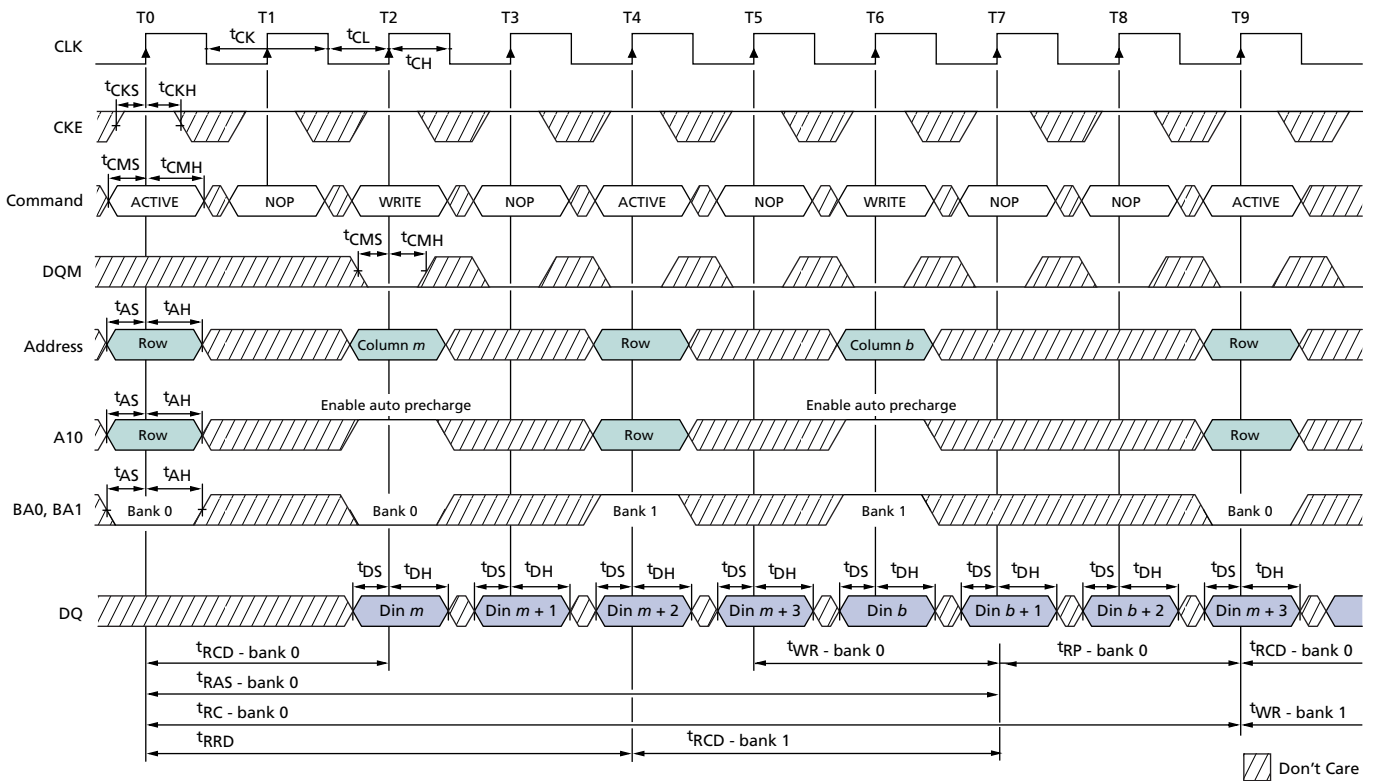 T0 T1 T2 T3 T4 T5 T6 T7 T8 T9
CLK
tCK tCL
tCH
tCKS tCKH
CKE
tCMS tCMH
Command ACTIVE NOP WRITE NOP ACTIVE NOP WRITE NOP NOP ACTIVE
tCMS tCMH
DQM
tAS tAH
Address Row Column m Row Column b Row
tAS tAH Enable auto precharge Enable auto precharge
A10 Row Row Row
tAS tAH
BA0, BA1 Bank 0 Bank 0 Bank 1 Bank 1 Bank 0
tDS tDH tDS tDH tDS tDH tDS tDH tDS tDH tDS tDH tDS tDH tDS tDH
DQ Din m Din m + 1 Din m + 2 Din m + 3 Din b Din b + 1 Din b + 2 Din m + 3
tRCD - bank 0 tWR - bank 0 tRP - bank 0 tRCD - bank 0
tRAS - bank 0
tRC - bank 0 tWR - bank 1
tRRD tRCD - bank 1
Don't Care